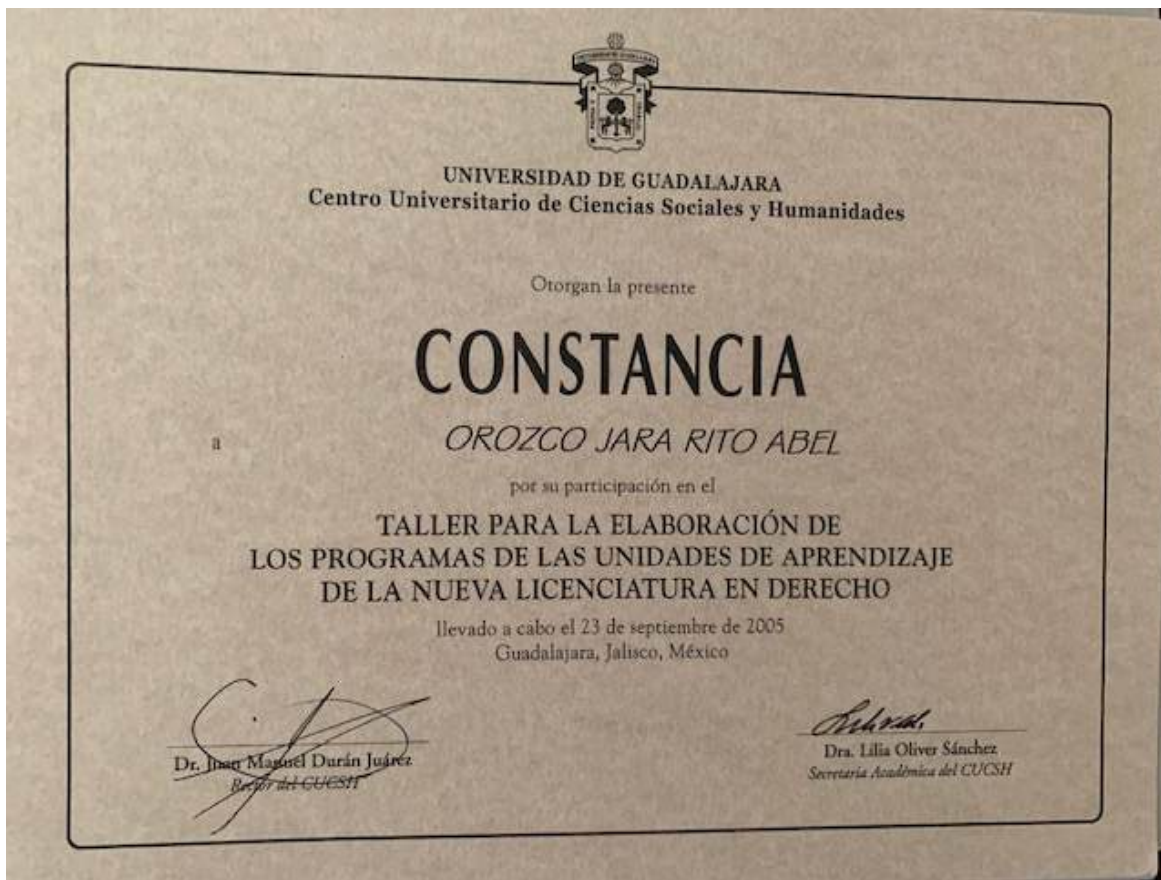 UNIVERSIDAD DE GUADALAJARA
Centro Universitario de Ciencias Sociales y Humanidades
Otorgan la presente
CONSTANCIA
a OROZCO JARA RITO ABEL
por su participación en el
TALLER PARA LA ELABORACIÓN DE
LOS PROGRAMAS DE LAS UNIDADES DE APRENDIZAJE
DE LA NUEVA LICENCIATURA EN DERECHO
llevado a cabo el 23 de septiembre de 2005
Guadalajara, Jalisco, México
Dr. Juan Manuel Durán Juárez
Rector del CUCSH
Dra. Lilia Oliver Sánchez
Secretaria Académica del CUCSH